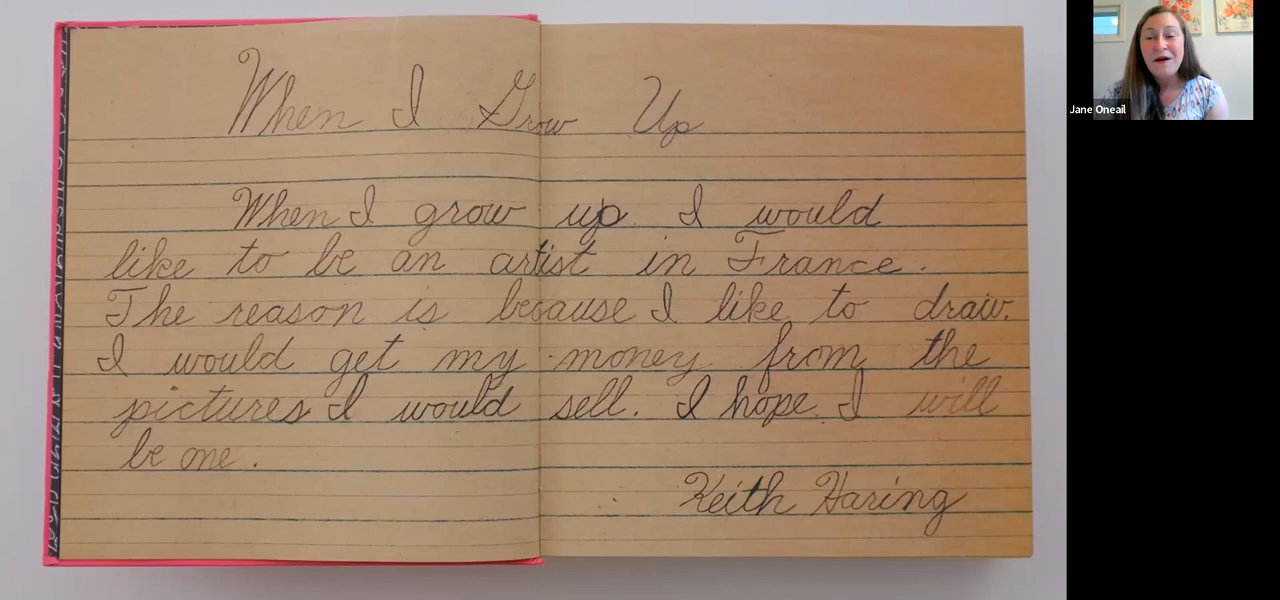 When I Grow Up
When I grow up I would
like to be an artist in France.
The reason is because I like to draw.
I would get my money from the
pictures I would sell. I hope I will
be one.
Keith Haring
Jane Oneail